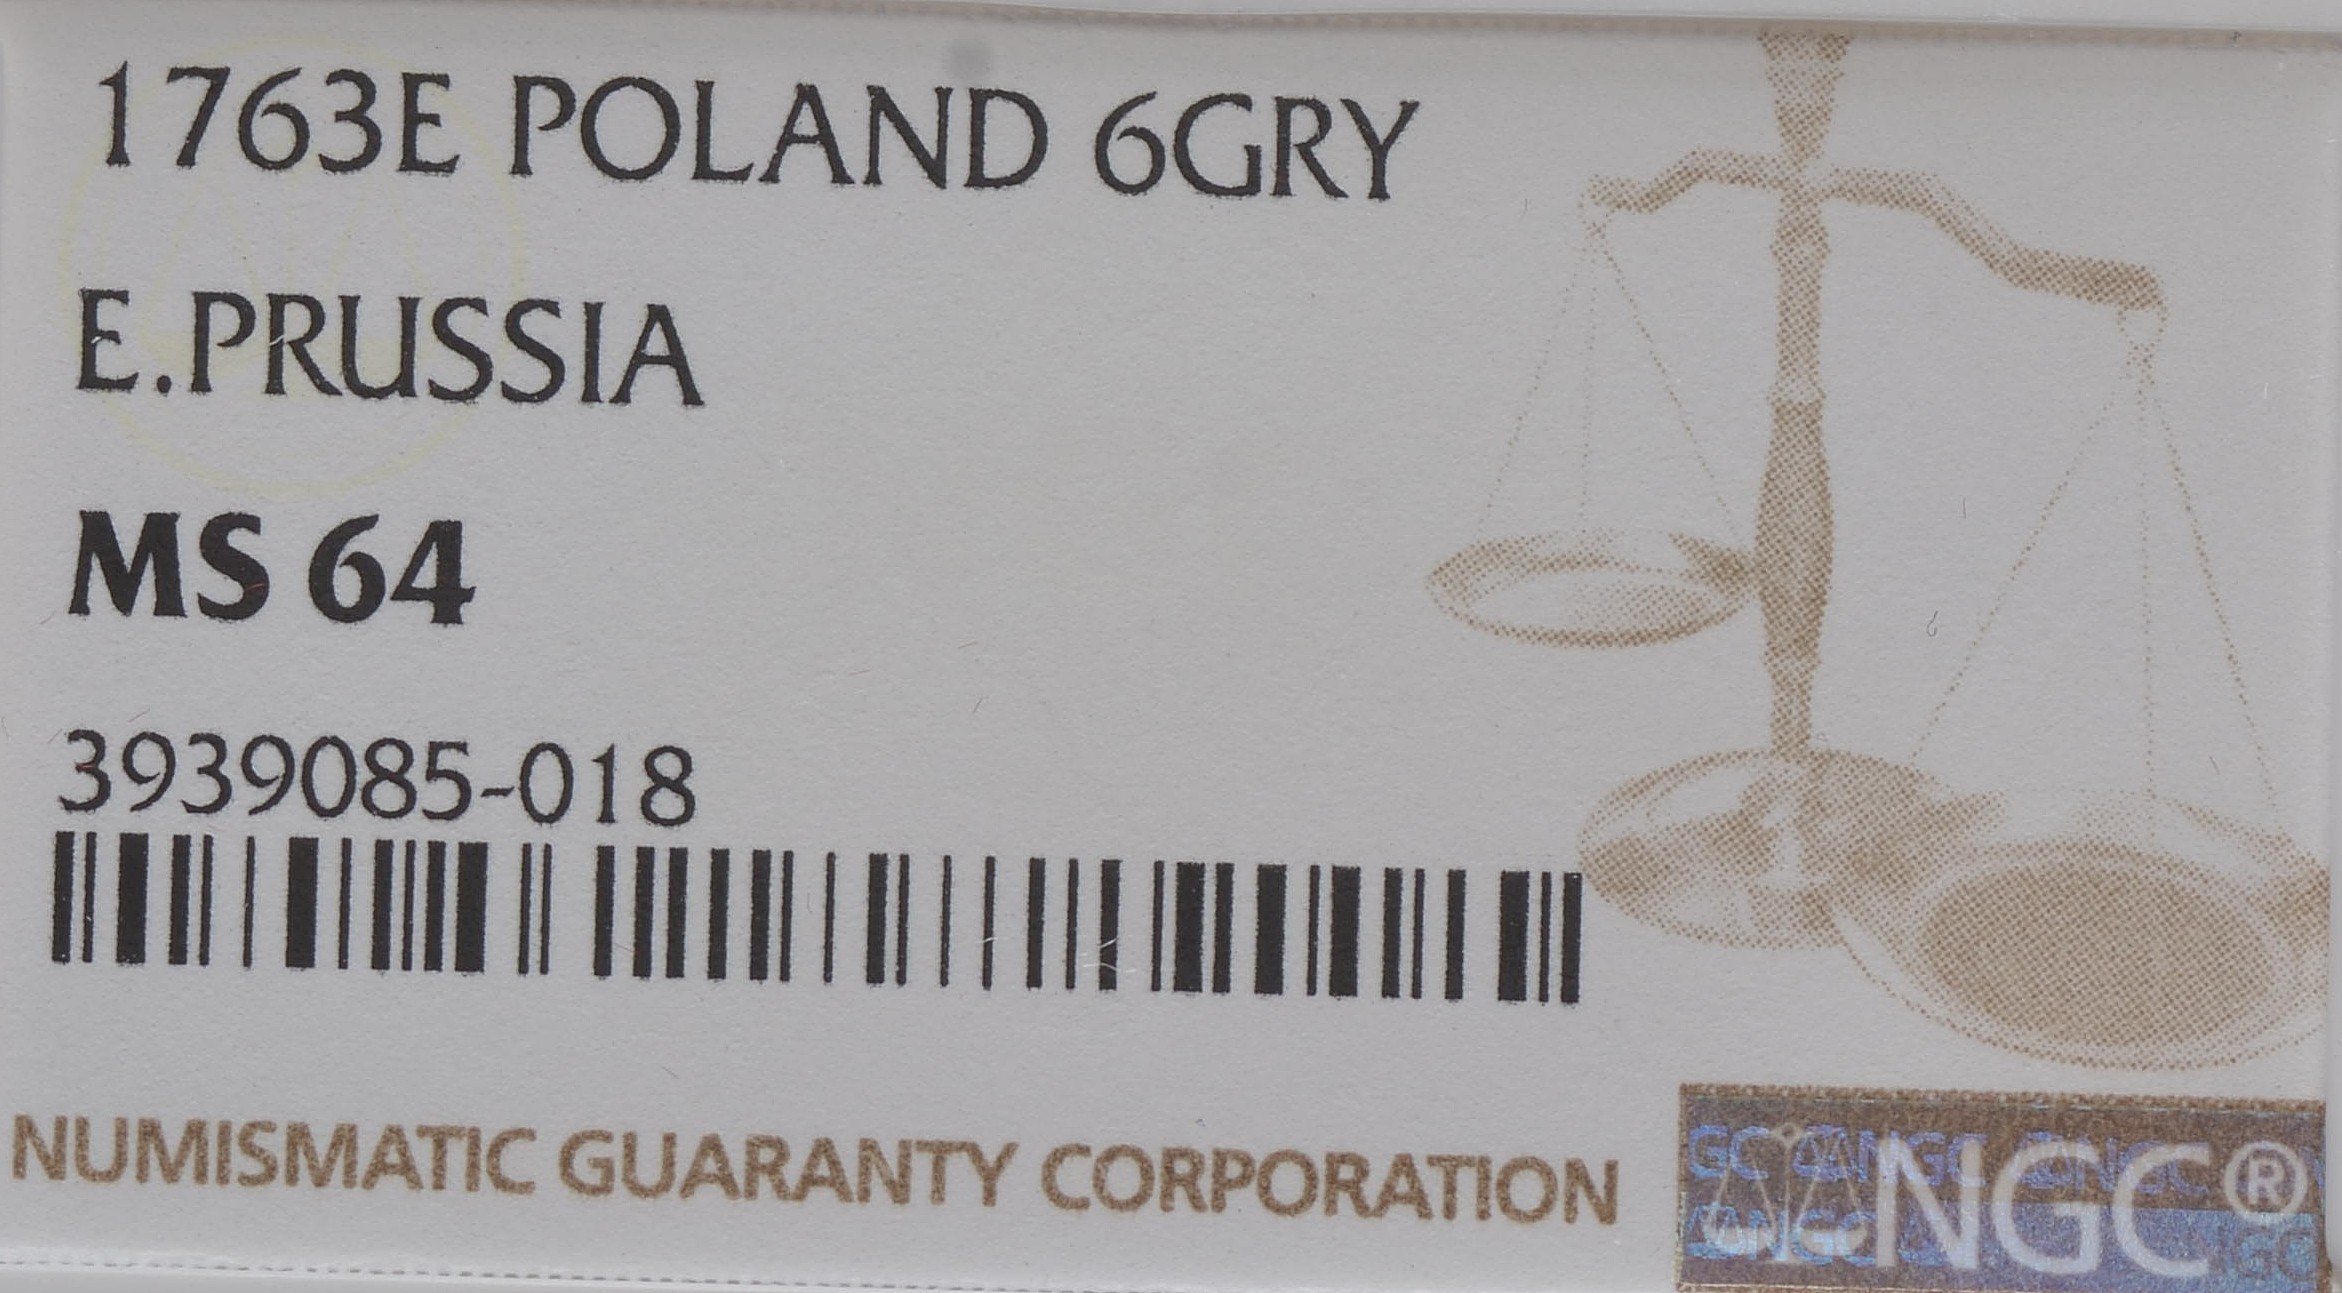 1763E POLAND 6GRY
E.PRUSSIA
MS 64
3939085-018
NUMISMATIC GUARANTY CORPORATION
NGC®